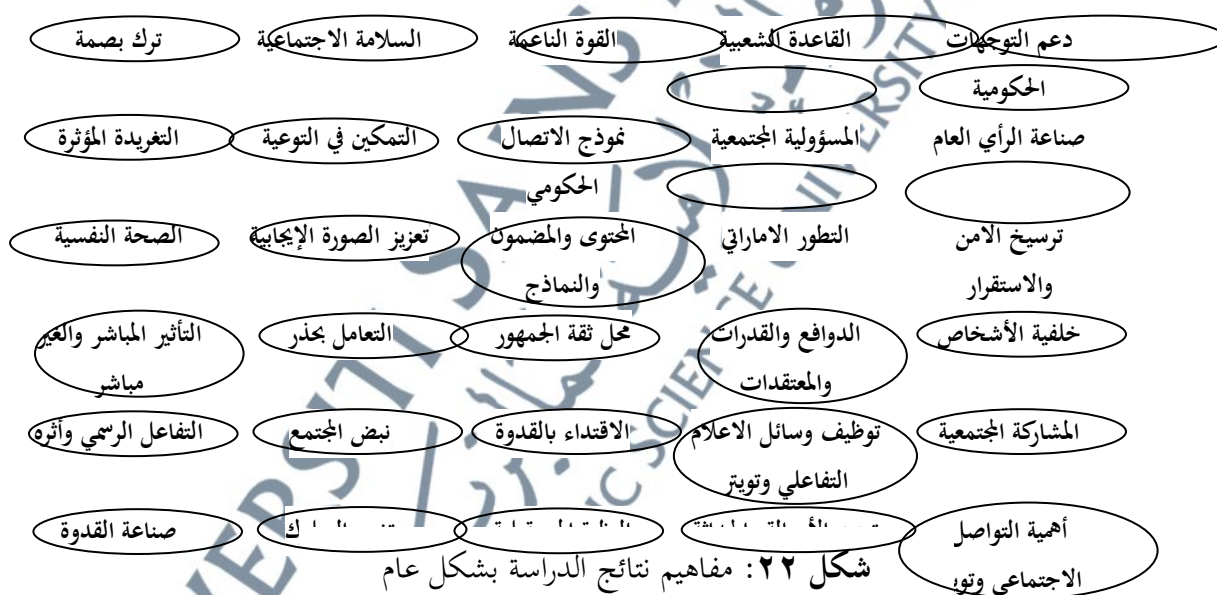 دعم التوجهات القاعدة الشعبية القوة الناعمة السلامة الاجتماعية ترك بصمة
الحكومية
صناعة الرأي العام المسؤولية المجتمعية نموذج الاتصال التمكين في التوعية التغريدة المؤثرة
الحكومي
ترسيخ الامن التطور الاماراتي المحتوى والمضمون تعزيز الصورة الإيجابية الصحة النفسية
والاستقرار والنماذج
خلفية الأشخاص الدوافع والقدرات محل ثقة الجمهور التعامل بحذر التأثير المباشر والغير
والمعتقدات مباشر
المشاركة المجتمعية توظيف وسائل الاعلام الاقتداء بالقدوة نبض المجتمع التفاعل الرسمي وأثره
التفاعلي وتويتر
أهمية التواصل صناعة القدوة
الاجتماعي
شكل ٢٢: مفاهيم نتائج الدراسة بشكل عام